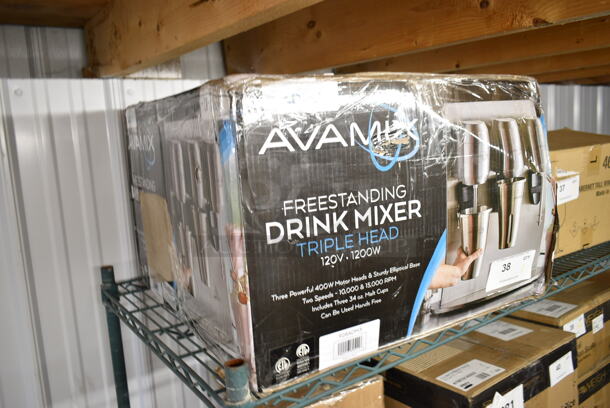 AVAMIX
FREESTANDING
DRINK MIXER
TRIPLE HEAD
120V • 1200W
Three Powerful 400W Motor Heads & Sturdy Elliptical Base
Two Speeds - 10,000 & 15,000 RPM
Includes Three 34 oz. Malt Cups
Can Be Used Hands Free
38
37